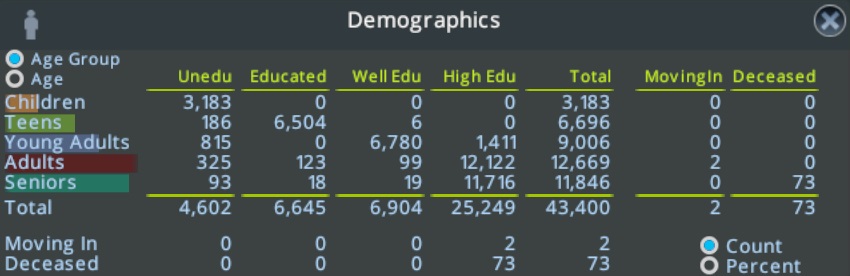 Demographics
Age Group
Age
Unedu Educated Well Edu High Edu Total MovingIn Deceased
Children 3,183 0 0 0 3,183 0 0
Teens 186 6,504 6 0 6,696 0 0
Young Adults 815 0 6,780 1,411 9,006 0 0
Adults 325 123 99 12,122 12,669 2 0
Seniors 93 18 19 11,716 11,846 0 73
Total 4,602 6,645 6,904 25,249 43,400 2 73
Moving In 0 0 0 2 2 Count
Deceased 0 0 0 73 73 Percent